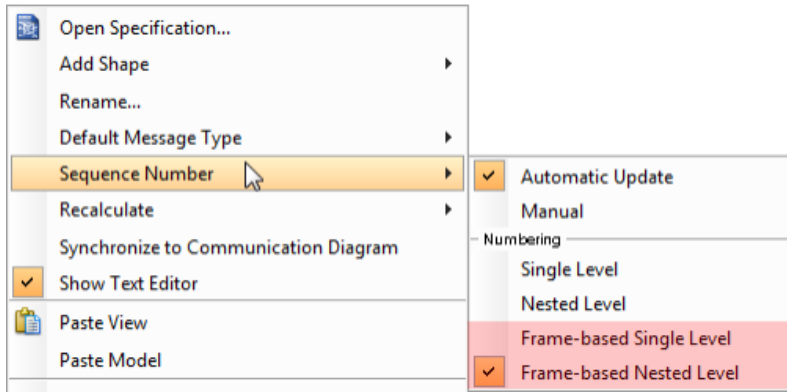 Open Specification...
Add Shape
Rename...
Default Message Type
Sequence Number
Recalculate
Synchronize to Communication Diagram
Show Text Editor
Paste View
Paste Model
Automatic Update
Manual
Numbering
Single Level
Nested Level
Frame-based Single Level
Frame-based Nested Level